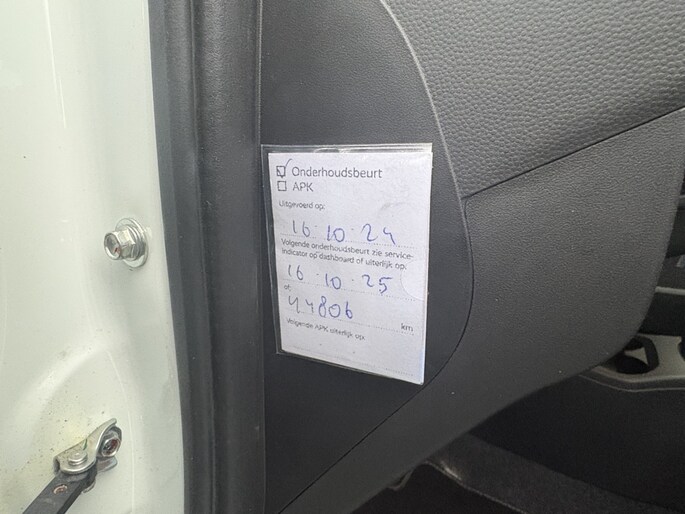 ☑ Onderhoudsbeurt
☐ APK
Uitgevoerd op:
16 10 24
Volgende onderhoudsbeurt zie service-
indicator op dashboard of uiterlijk op:
16 10 25
of:
44806 km
Volgende APK uiterlijk op: